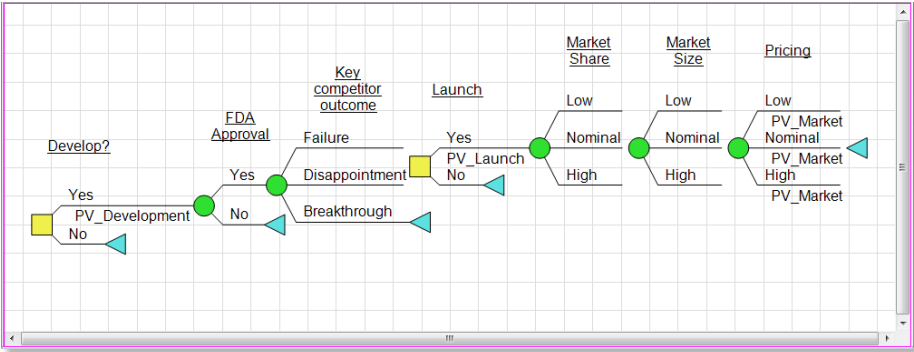 Market
Share
Market
Size
Pricing
Key
competitor
outcome
Launch
FDA
Approval
Develop?
Yes
PV_Development
No
Yes
No
Failure
Disappointment
Breakthrough
Yes
PV_Launch
No
Low
Nominal
High
Low
Nominal
High
Low
PV_Market
Nominal
PV_Market
High
PV_Market